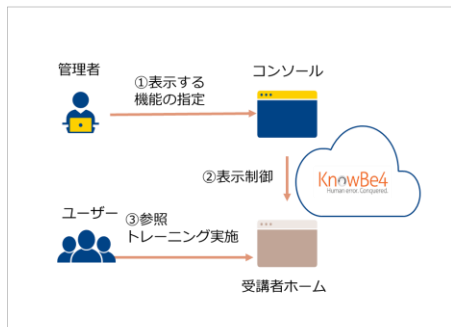 管理者
①表示する
機能の指定
コンソール
②表示制御
KnowBe4
Human error. Conquered.
ユーザー
③参照
トレーニング実施
受講者ホーム